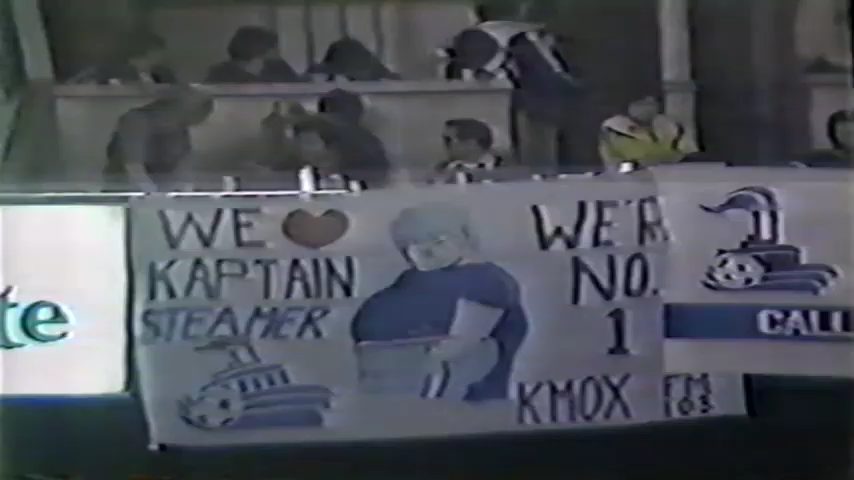 WE ❤
KAPTAIN
STEAMER
WE'R
NO.
1
KMOX FM
103
te
CALL